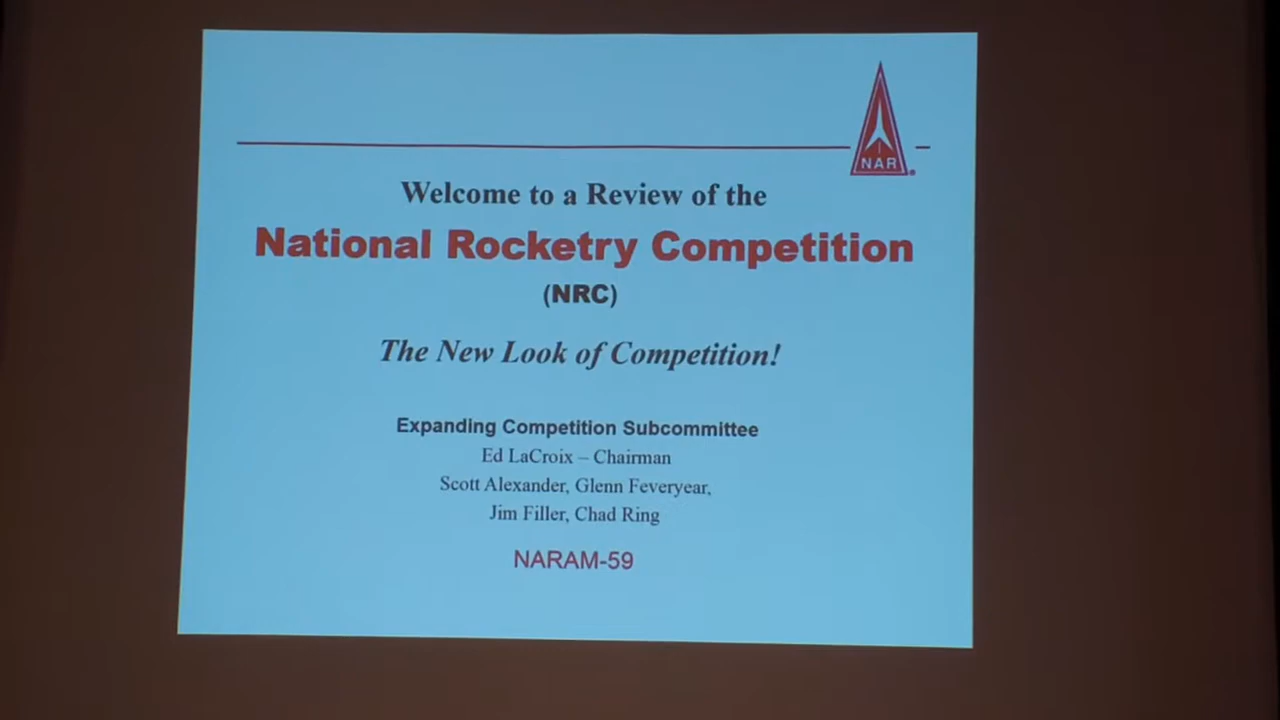 NAR
Welcome to a Review of the
National Rocketry Competition
(NRC)
The New Look of Competition!
Expanding Competition Subcommittee
Ed LaCroix – Chairman
Scott Alexander, Glenn Feveryear,
Jim Filler, Chad Ring
NARAM-59